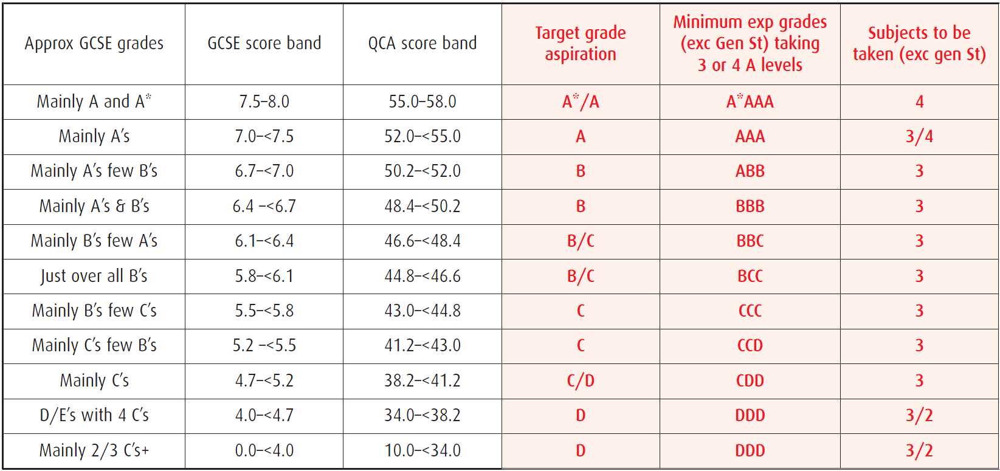 Approx GCSE grades GCSE score band QCA score band Target grade aspiration Minimum exp grades (exc Gen St) taking 3 or 4 A levels Subjects to be taken (exc gen St)
Mainly A and A* 7.5–8.0 55.0–58.0 A*/A A*AAA 4
Mainly A's 7.0–<7.5 52.0–<55.0 A AAA 3/4
Mainly A's few B's 6.7–<7.0 50.2–<52.0 B ABB 3
Mainly A's & B's 6.4 –<6.7 48.4–<50.2 B BBB 3
Mainly B's few A's 6.1–<6.4 46.6–<48.4 B/C BBC 3
Just over all B's 5.8–<6.1 44.8–<46.6 B/C BCC 3
Mainly B's few C's 5.5–<5.8 43.0–<44.8 C CCC 3
Mainly C's few B's 5.2 –<5.5 41.2–<43.0 C CCD 3
Mainly C's 4.7–<5.2 38.2–<41.2 C/D CDD 3
D/E's with 4 C's 4.0–<4.7 34.0–<38.2 D DDD 3/2
Mainly 2/3 C's+ 0.0–<4.0 10.0–<34.0 D DDD 3/2